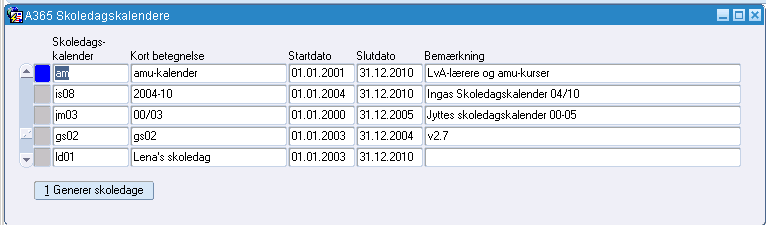 A365 Skoledagskalendere
Skoledags-
kalender Kort betegnelse Startdato Slutdato Bemærkning
am amu-kalender 01.01.2001 31.12.2010 LvA-lærere og amu-kurser
is08 2004-10 01.01.2004 31.12.2010 Ingas Skoledagskalender 04/10
jm03 00/03 01.01.2000 31.12.2005 Jyttes skoledagskalender 00-05
gs02 gs02 01.01.2003 31.12.2004 v2.7
ld01 Lena's skoledag 01.01.2003 31.12.2010
1 Generer skoledage